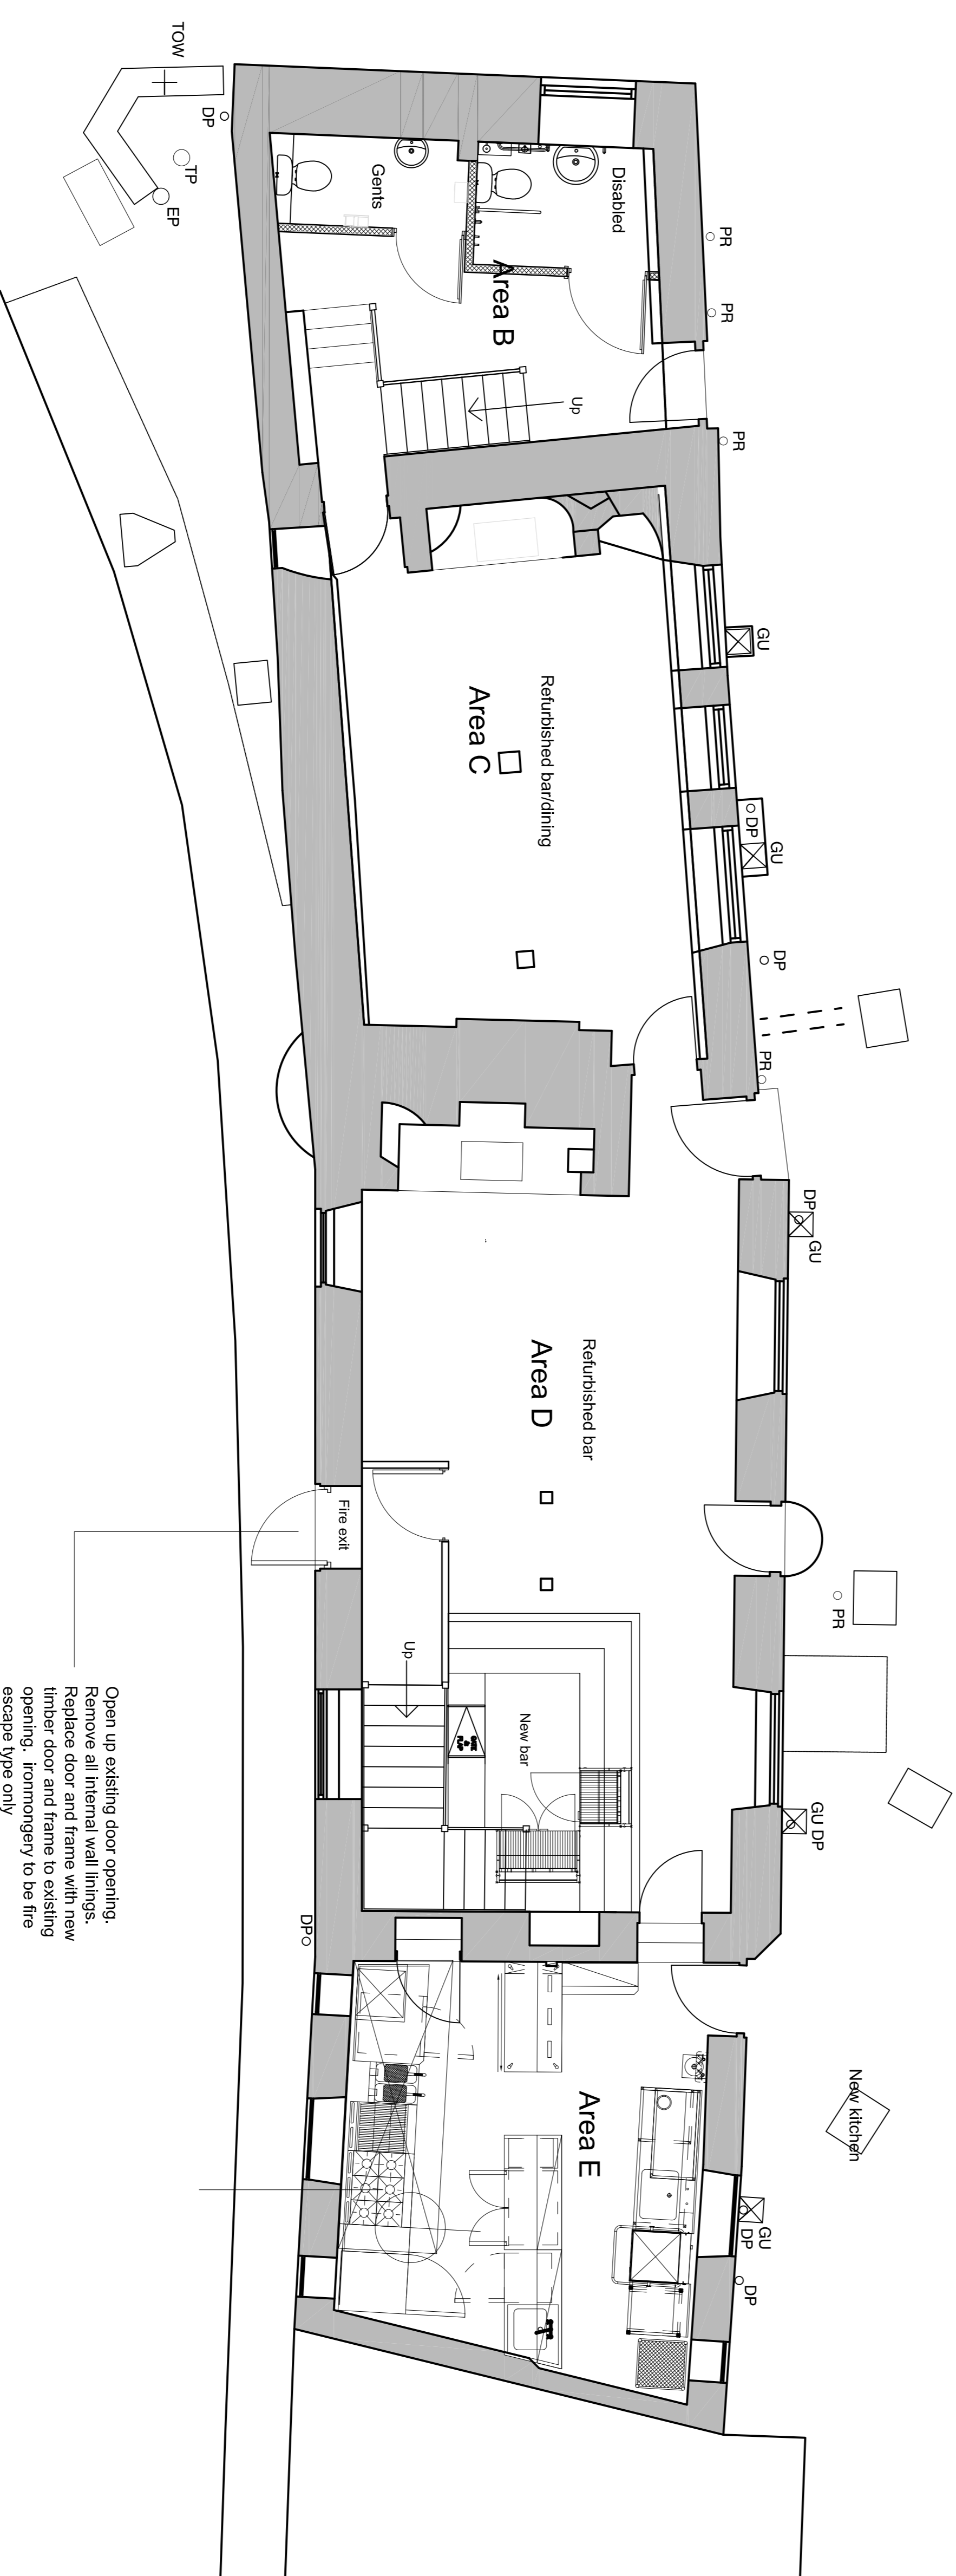 TOW
DP
TP
EP
Gents
Disabled
Area B
Up
PR
PR
PR
GU
DP
GU
DP
PR
Refurbished bar/dining
Area C
DP
GU
Refurbished bar
Area D
Fire exit
Up
New bar
PR
GU DP
DP
Area E
New kitchen
GU
DP
DP
Open up existing door opening.
Remove all internal wall linings.
Replace door and frame with new
timber door and frame to existing
opening. ironmongery to be fire
escape type only